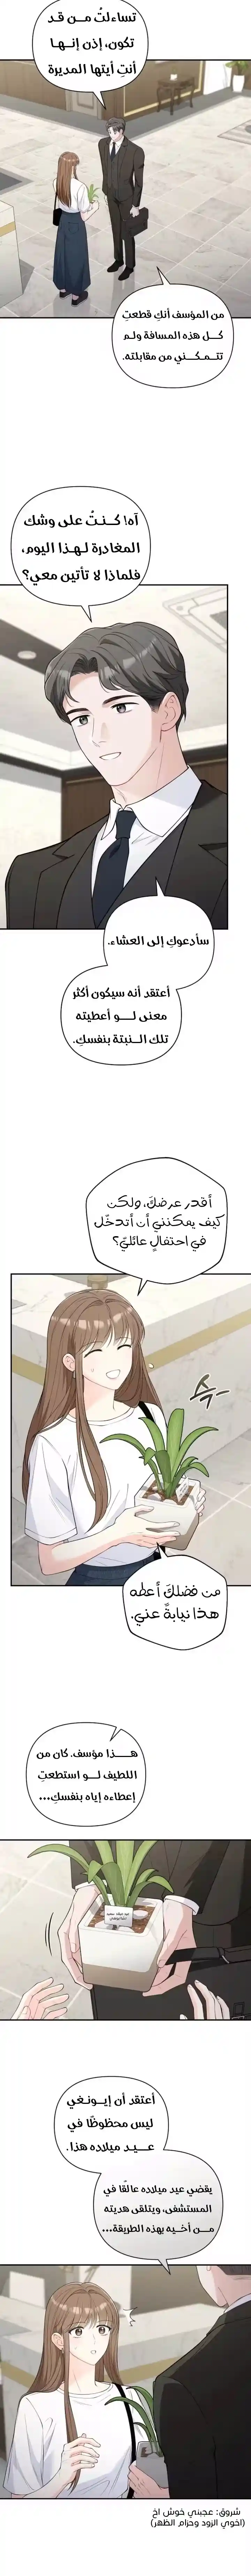 تساءلتُ من قد
تكون، إذن إنها
أنتِ أيتها المديرة
من المؤسف أنكِ قطعتِ
كل هذه المسافة ولم
تتمكني من مقابلته.
آه! كنتُ على وشك
المغادرة لهذا اليوم،
فلماذا لا تأتين معي؟
سأدعوكِ إلى العشاء.
أعتقد أنه سيكون أكثر
معنى لو أعطيته
تلك النبتة بنفسكِ.
أقدر عرضكَ، ولكن
كيف يمكنني أن أتدخّل
في احتفالٍ عائليّ؟
من فضلكَ أعطه
هذا نيابةً عني.
هذا مؤسف. كان من
اللطيف لو استطعتِ
إعطاءه إياه بنفسكِ...
عيد ميلاد سعيد
أعتقد أن إيونغي
ليس محظوظًا في
عيد ميلاده هذا.
يقضي عيد ميلاده عالقًا في
المستشفى، ويتلقى هديته
من أخيه بهذه الطريقة...
شروق: عجبني خوش اخ
(اخوي الزود وحزام الظهر)